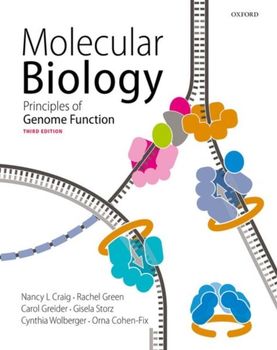 OXFORD
Molecular
Biology
Principles of
Genome Function
THIRD EDITION
Nancy L Craig · Rachel Green
Carol Greider · Gisela Storz
Cynthia Wolberger · Orna Cohen-Fix